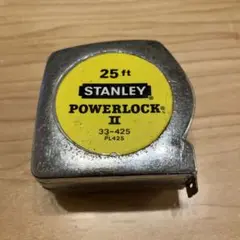 25 ft
STANLEY
POWERLOCK®
II
33-425
PL425